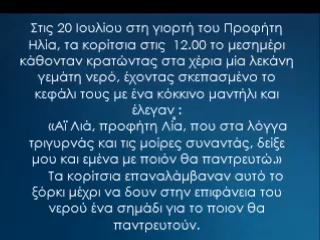 Στις 20 Ιουλίου στη γιορτή του Προφήτη
Ηλία, τα κορίτσια στις 12.00 το μεσημέρι
κάθονταν κρατώντας στα χέρια μία λεκάνη
γεμάτη νερό, έχοντας σκεπασμένο το
κεφάλι τους με ένα κόκκινο μαντήλι και
έλεγαν :
«Αϊ Λιά, προφήτη Λία, που στα λόγγα
τριγυρνάς και τις μοίρες συναντάς, δείξε
μου και εμένα με ποιόν θα παντρευτώ.»
Τα κορίτσια επαναλάμβαναν αυτό το
ξόρκι μέχρι να δουν στην επιφάνεια του
νερού ένα σημάδι για το ποιον θα
παντρευτούν.